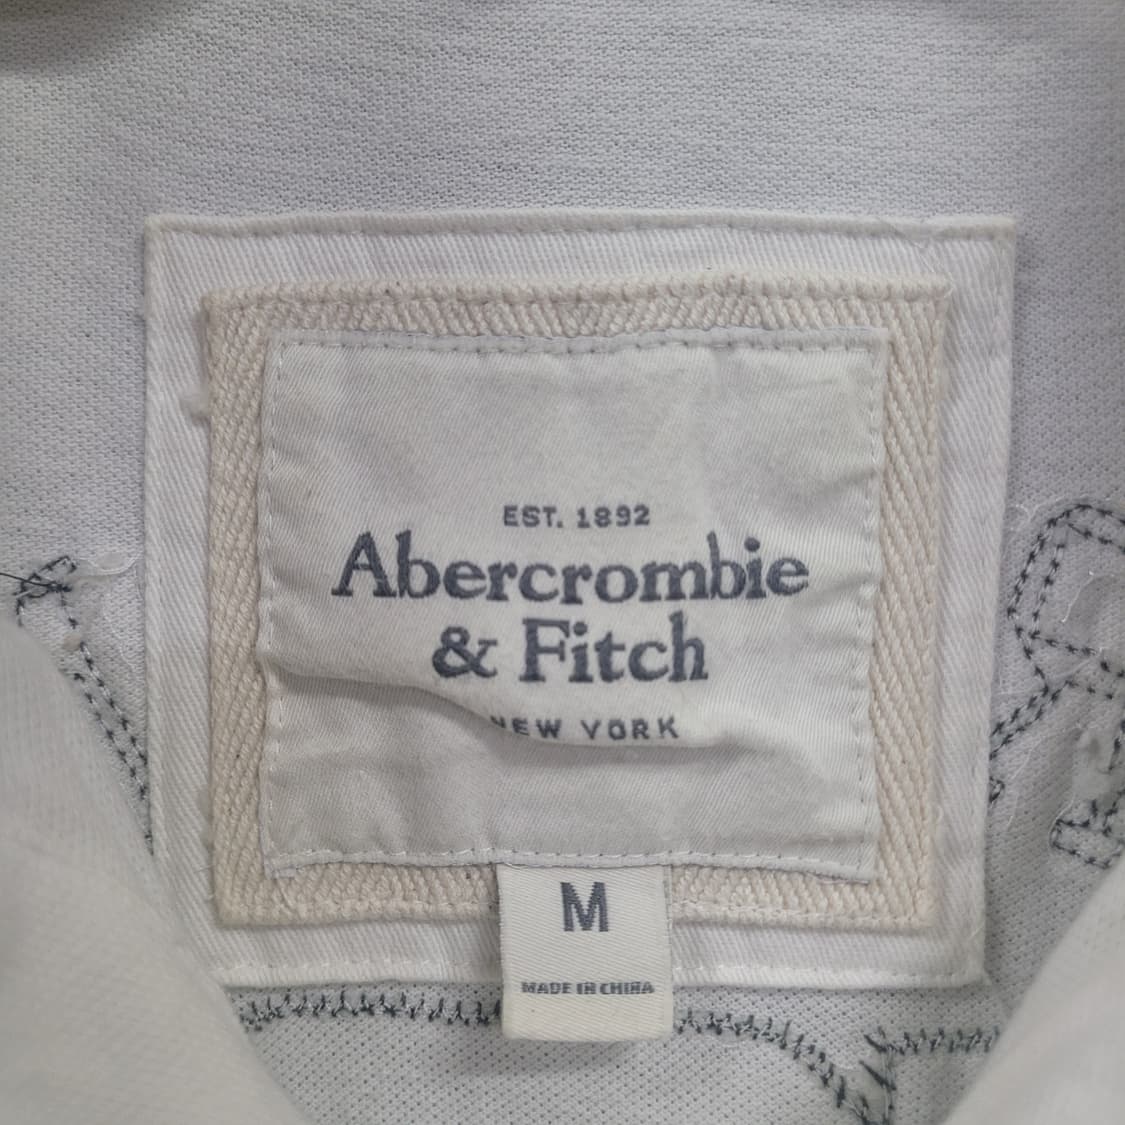 EST. 1892
Abercrombie
& Fitch
NEW YORK
M
MADE IN CHINA